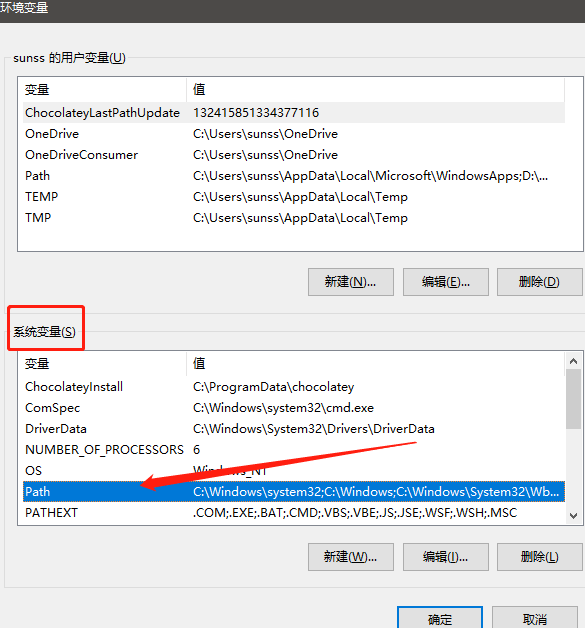 环境变量
sunss 的用户变量(U)
变量 值
ChocolateyLastPathUpdate 132415851334377116
OneDrive C:\Users\sunss\OneDrive
OneDriveConsumer C:\Users\sunss\OneDrive
Path C:\Users\sunss\AppData\Local\Microsoft\WindowsApps;D:\...
TEMP C:\Users\sunss\AppData\Local\Temp
TMP C:\Users\sunss\AppData\Local\Temp
新建(N)... 编辑(E)... 删除(D)
系统变量(S)
变量 值
ChocolateyInstall C:\ProgramData\chocolatey
ComSpec C:\Windows\system32\cmd.exe
DriverData C:\Windows\System32\Drivers\DriverData
NUMBER_OF_PROCESSORS 6
OS Windows_NT
Path C:\Windows\system32;C:\Windows;C:\Windows\System32\Wb...
PATHEXT .COM;.EXE;.BAT;.CMD;.VBS;.VBE;.JS;.JSE;.WSF;.WSH;.MSC
新建(W)... 编辑(I)... 删除(L)
确定 取消